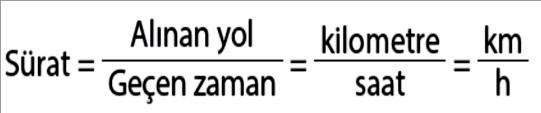 Sürat = Alınan yol / Geçen zaman = kilometre / saat = km / h